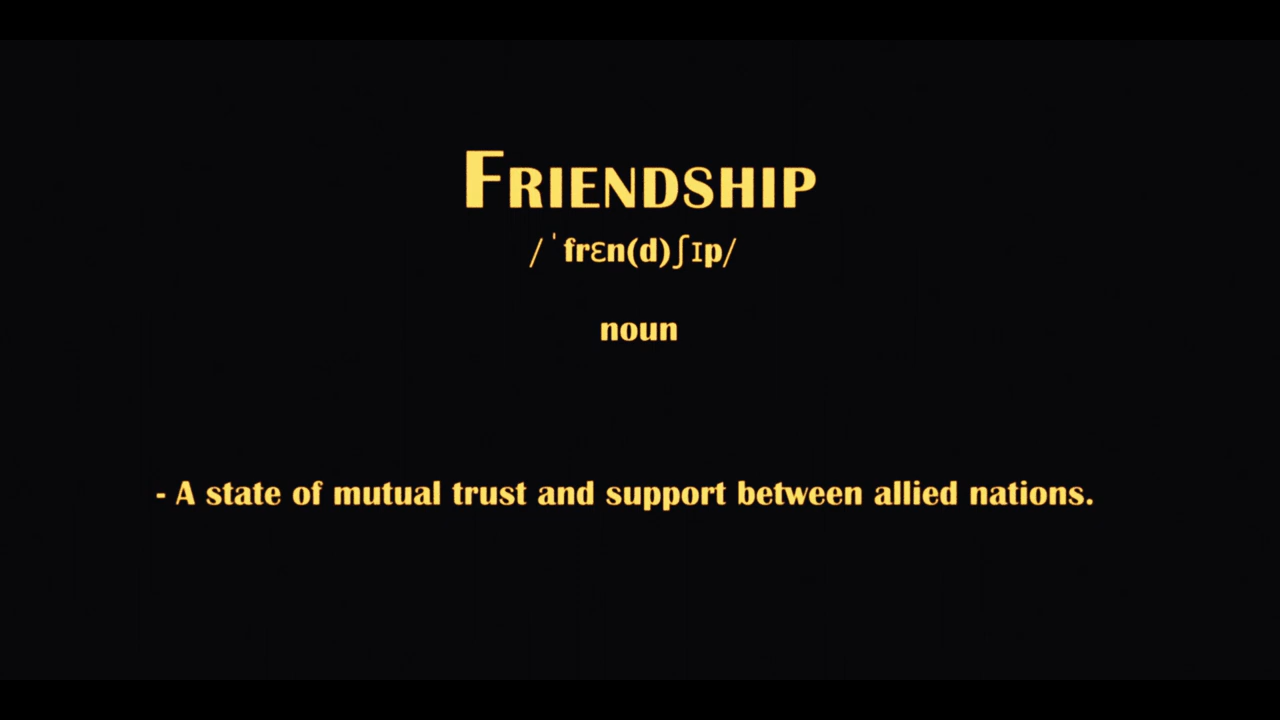 Friendship
/ˈfrɛn(d)ʃɪp/
noun
- A state of mutual trust and support between allied nations.